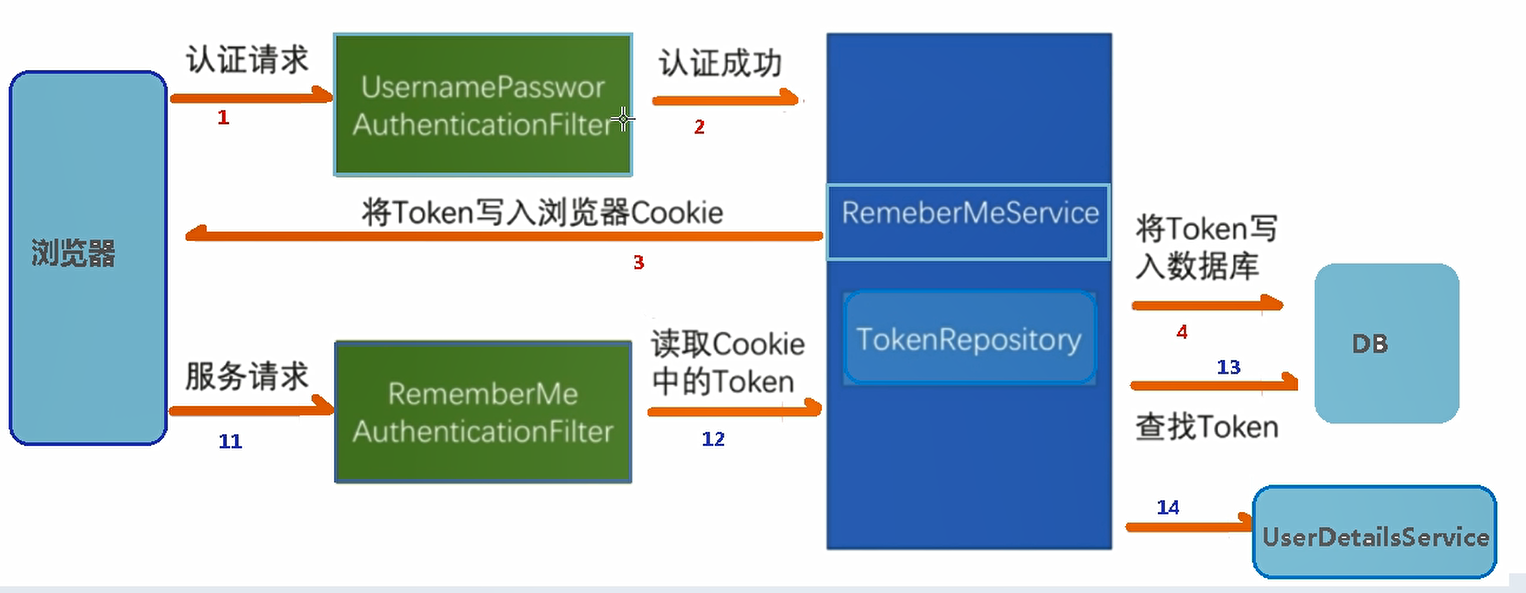 认证请求
1
UsernamePasswor
AuthenticationFilter
认证成功
2
浏览器
将Token写入浏览器Cookie
3
RemeberMeService
TokenRepository
将Token写
入数据库
4
DB
13
查找Token
服务请求
11
RememberMe
AuthenticationFilter
读取Cookie
中的Token
12
14
UserDetailsService